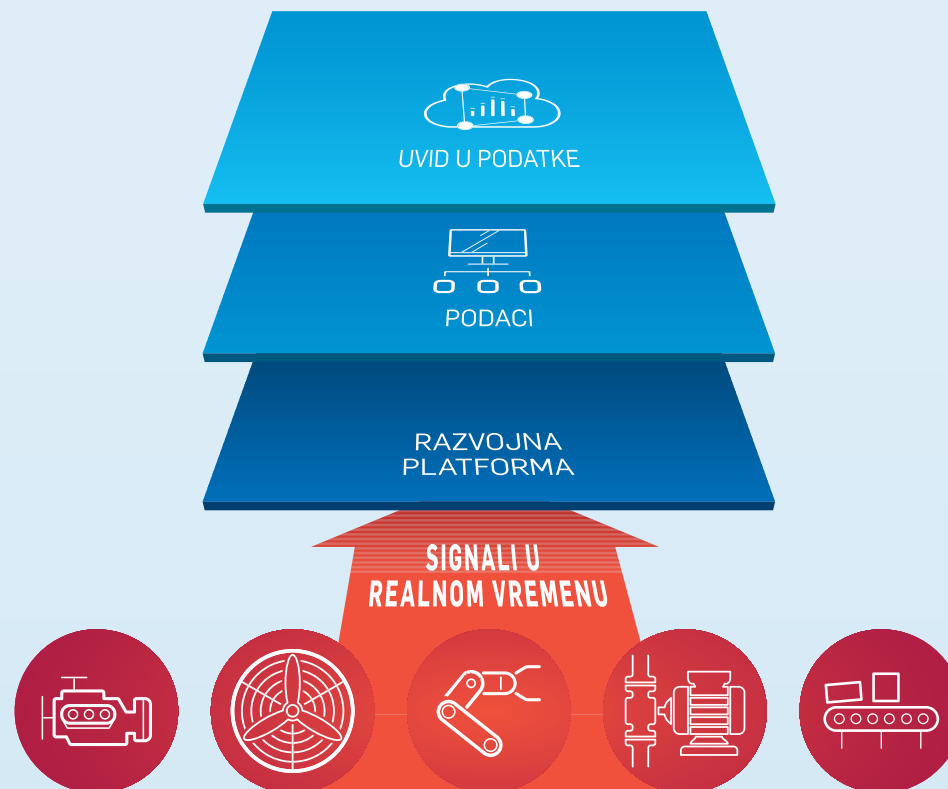 UVID U PODATKE
PODACI
RAZVOJNA
PLATFORMA
SIGNALI U
REALNOM VREMENU